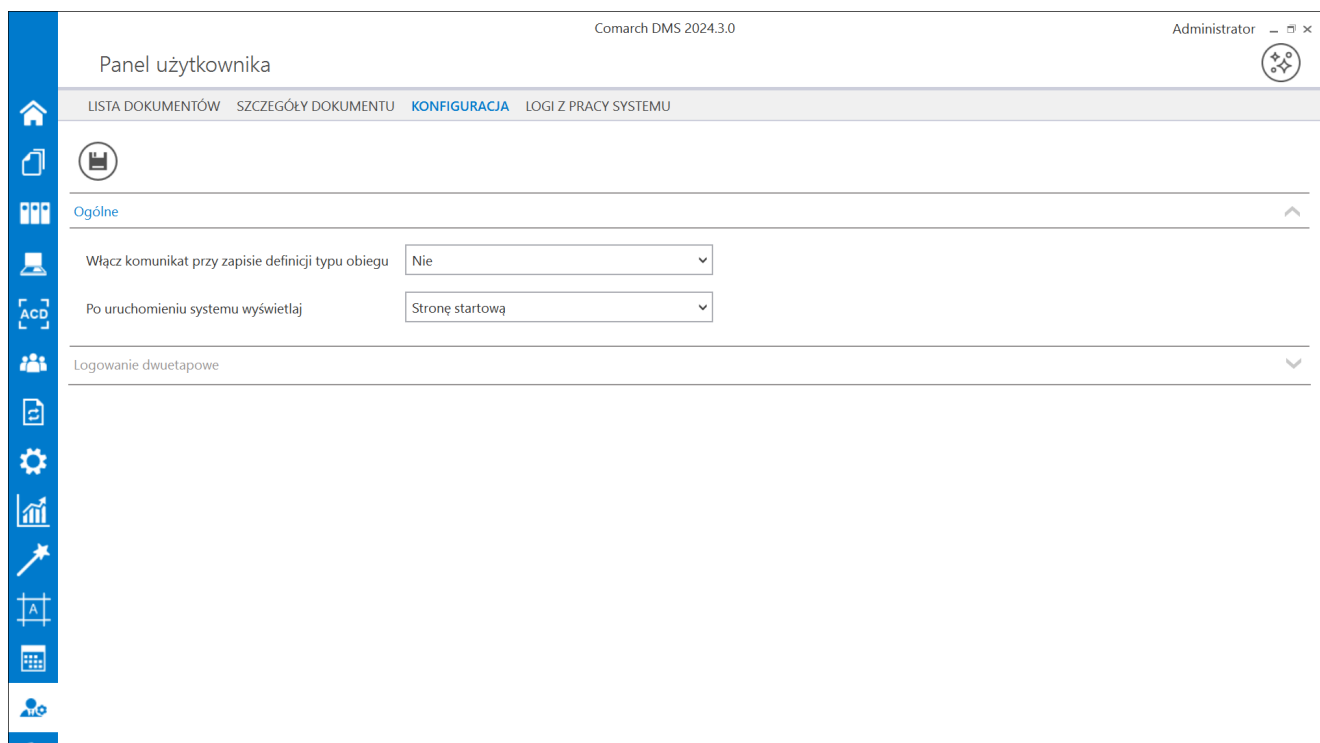 Comarch DMS 2024.3.0
Administrator
Panel użytkownika
LISTA DOKUMENTÓW SZCZEGÓŁY DOKUMENTU KONFIGURACJA LOGI Z PRACY SYSTEMU
Ogólne
Włącz komunikat przy zapisie definicji typu obiegu Nie
Po uruchomieniu systemu wyświetlaj Stronę startową
Logowanie dwuetapowe
ACD
A